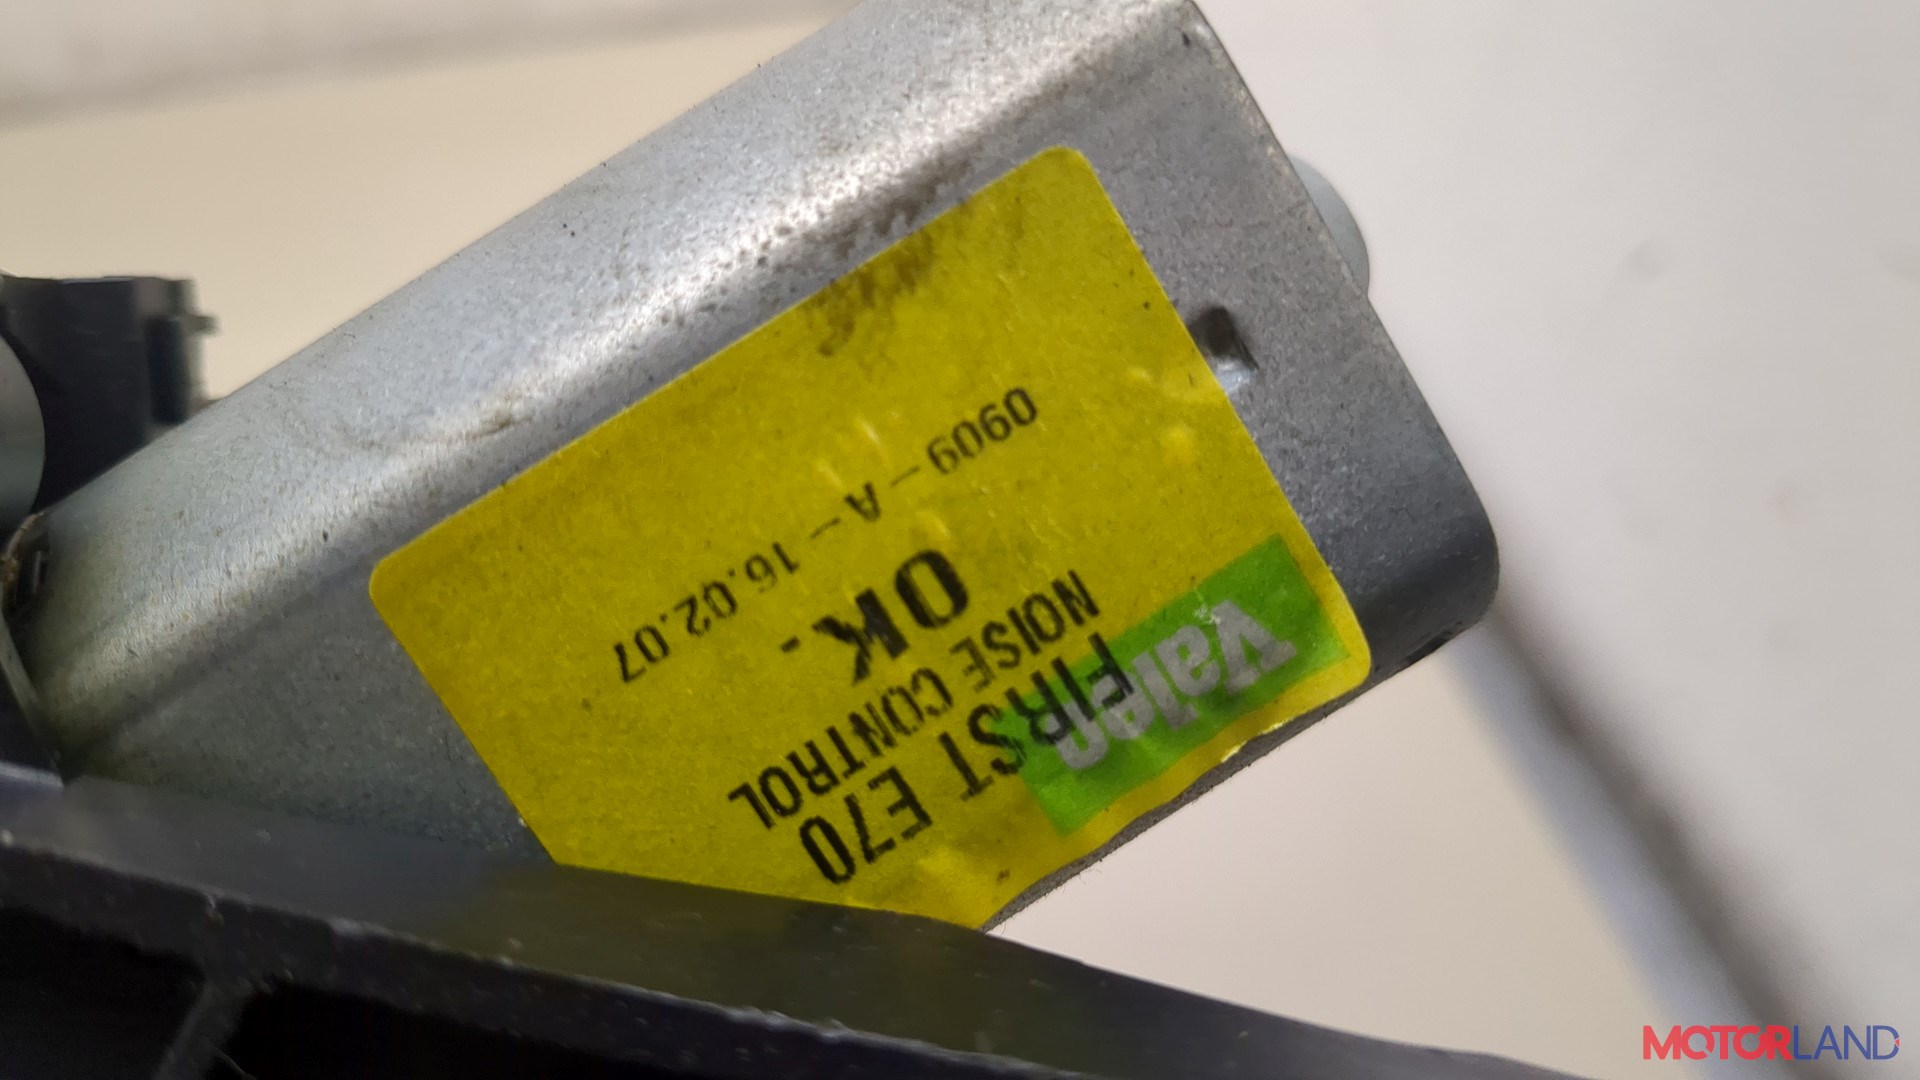 Valeo
FIRST E70
NOISE CONTROL
OK.
0909-A-16.02.07
MOTORLAND